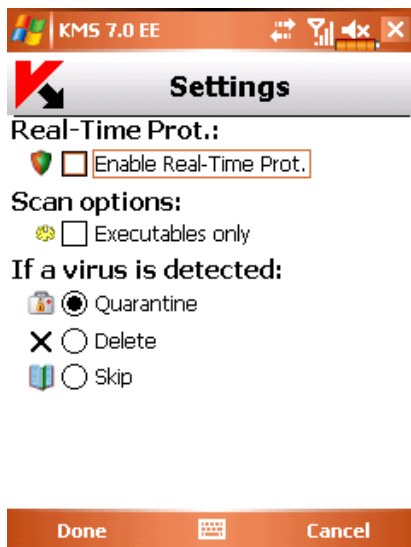 KMS 7.0 EE
Settings
Real-Time Prot.:
Enable Real-Time Prot.
Scan options:
Executables only
If a virus is detected:
Quarantine
Delete
Skip
Done Cancel